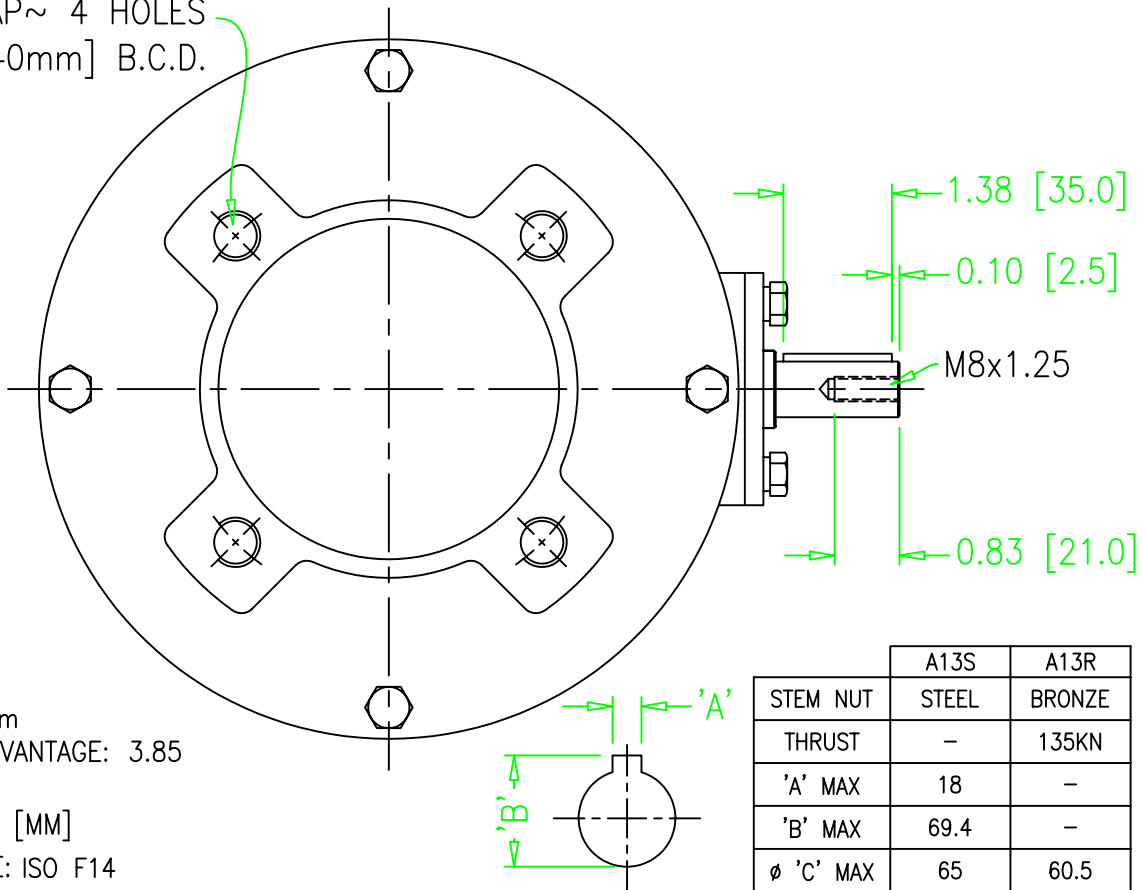 4 HOLES
B.C.D.
1.38 [35.0]
0.10 [2.5]
M8x1.25
0.83 [21.0]
'A'
'B'
A13S A13R
STEM NUT STEEL BRONZE
THRUST – 135KN
'A' MAX 18 –
'B' MAX 69.4 –
ø 'C' MAX 65 60.5
3.85
[MM]
ISO F14